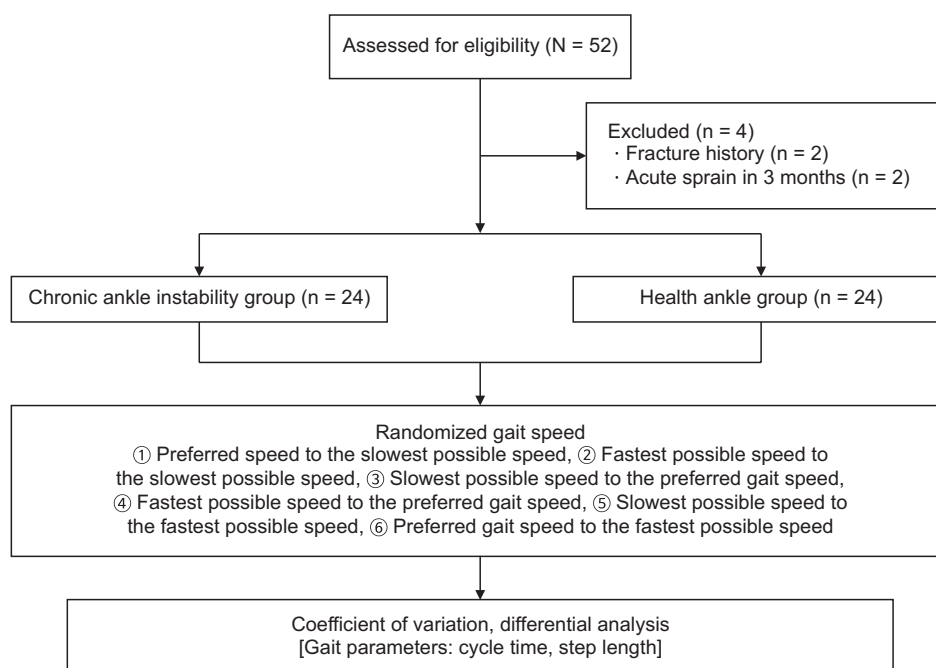 Assessed for eligibility (N = 52)
Excluded (n = 4)
· Fracture history (n = 2)
· Acute sprain in 3 months (n = 2)
Chronic ankle instability group (n = 24)
Health ankle group (n = 24)
Randomized gait speed
① Preferred speed to the slowest possible speed, ② Fastest possible speed to
the slowest possible speed, ③ Slowest possible speed to the preferred gait speed,
④ Fastest possible speed to the preferred gait speed, ⑤ Slowest possible speed to
the fastest possible speed, ⑥ Preferred gait speed to the fastest possible speed
Coefficient of variation, differential analysis
[Gait parameters: cycle time, step length]